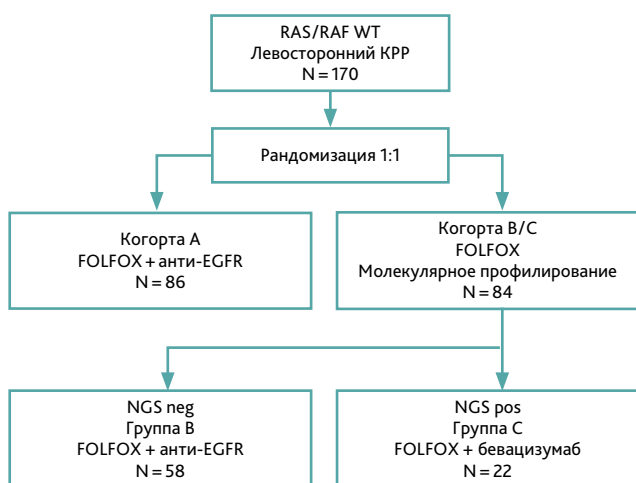 RAS/RAF WT
Левосторонний КРР
N = 170
Рандомизация 1:1
Когорта A
FOLFOX + анти-EGFR
N = 86
Когорта B/C
FOLFOX
Молекулярное профилирование
N = 84
NGS neg
Группа B
FOLFOX + анти-EGFR
N = 58
NGS pos
Группа C
FOLFOX + бевацизумаб
N = 22